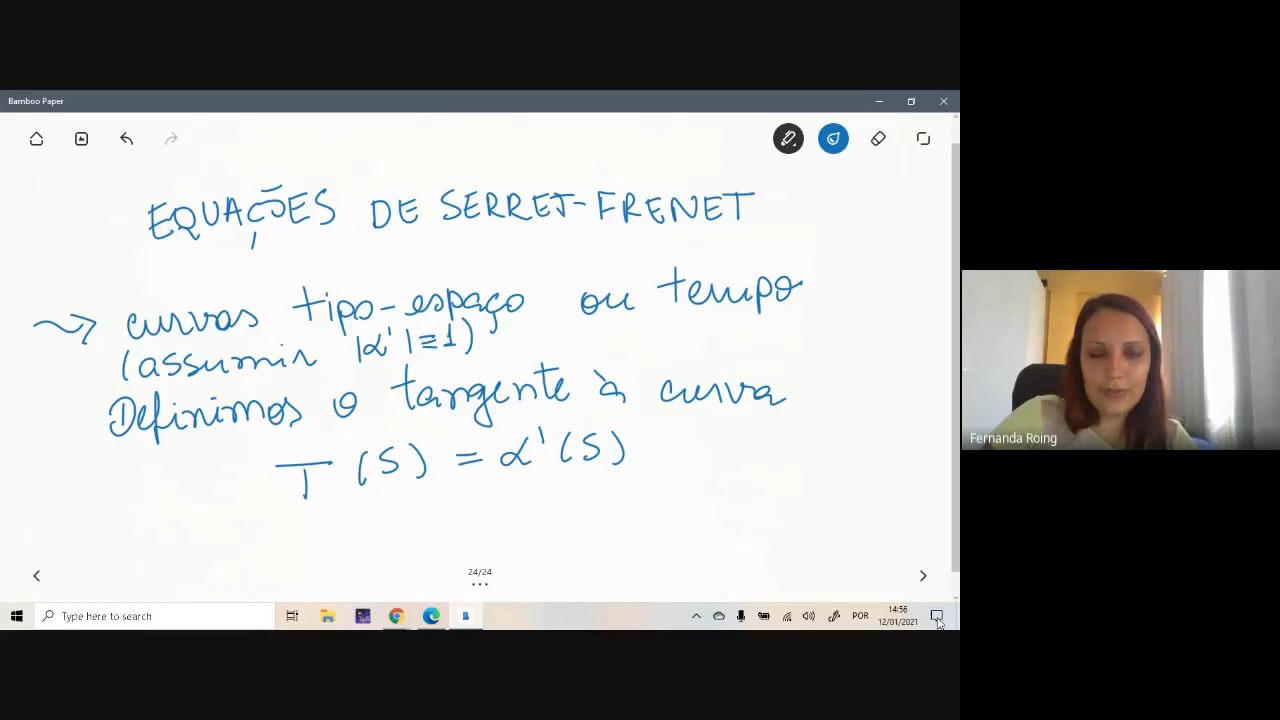 Bamboo Paper
EQUAÇÕES DE SERRET-FRENET
curvas tipo-espaço ou tempo
(assumir |α'|≡1)
Definimos o tangente à curva
T(s) = α'(s)
24/24
Fernanda Roing
Type here to search
POR
14:56
12/01/2021